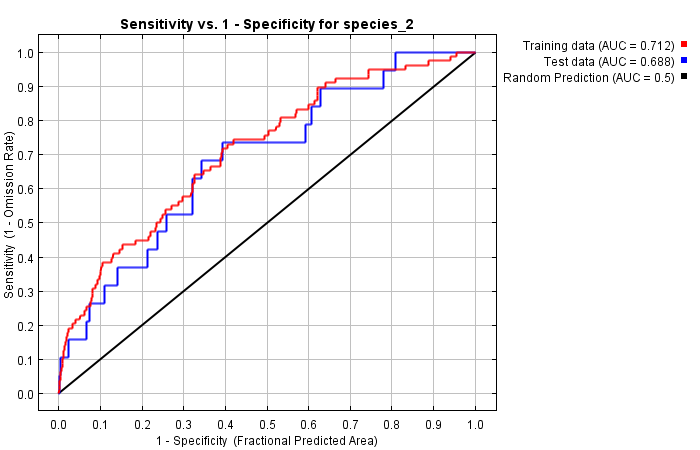 Sensitivity vs. 1 - Specificity for species_2
Training data (AUC = 0.712)
Test data (AUC = 0.688)
Random Prediction (AUC = 0.5)
Sensitivity (1 - Omission Rate)
1.0
0.9
0.8
0.7
0.6
0.5
0.4
0.3
0.2
0.1
0.0
0.0 0.1 0.2 0.3 0.4 0.5 0.6 0.7 0.8 0.9 1.0
1 - Specificity (Fractional Predicted Area)